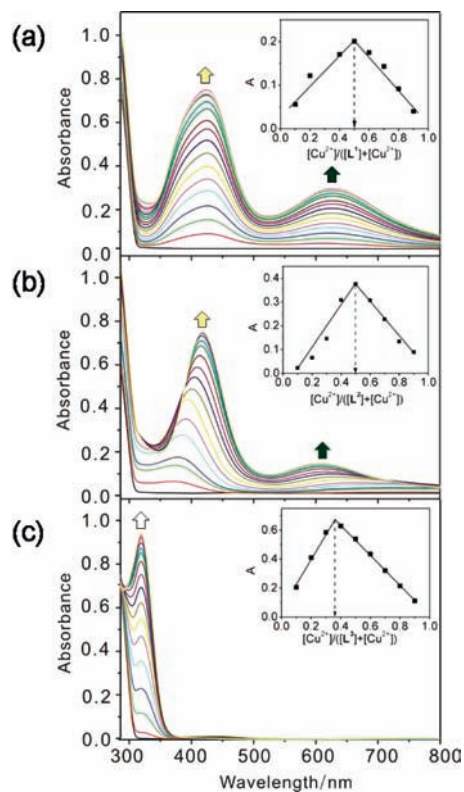 (a)
1.0
0.8
0.6
0.4
0.2
0.0
Absorbance
0.2
0.1
0.0
A
0.0 0.2 0.4 0.6 0.8 1.0
[Cu²⁺]/([L¹]+[Cu²⁺])
(b)
1.0
0.8
0.6
0.4
0.2
0.0
Absorbance
0.4
0.3
0.2
0.1
0.0
A
0.0 0.2 0.4 0.6 0.8 1.0
[Cu²⁺]/([L²]+[Cu²⁺])
(c)
1.0
0.8
0.6
0.4
0.2
0.0
Absorbance
0.6
0.4
0.2
0.0
A
0.0 0.2 0.4 0.6 0.8 1.0
[Cu²⁺]/([L³]+[Cu²⁺])
300 400 500 600 700 800
Wavelength/nm